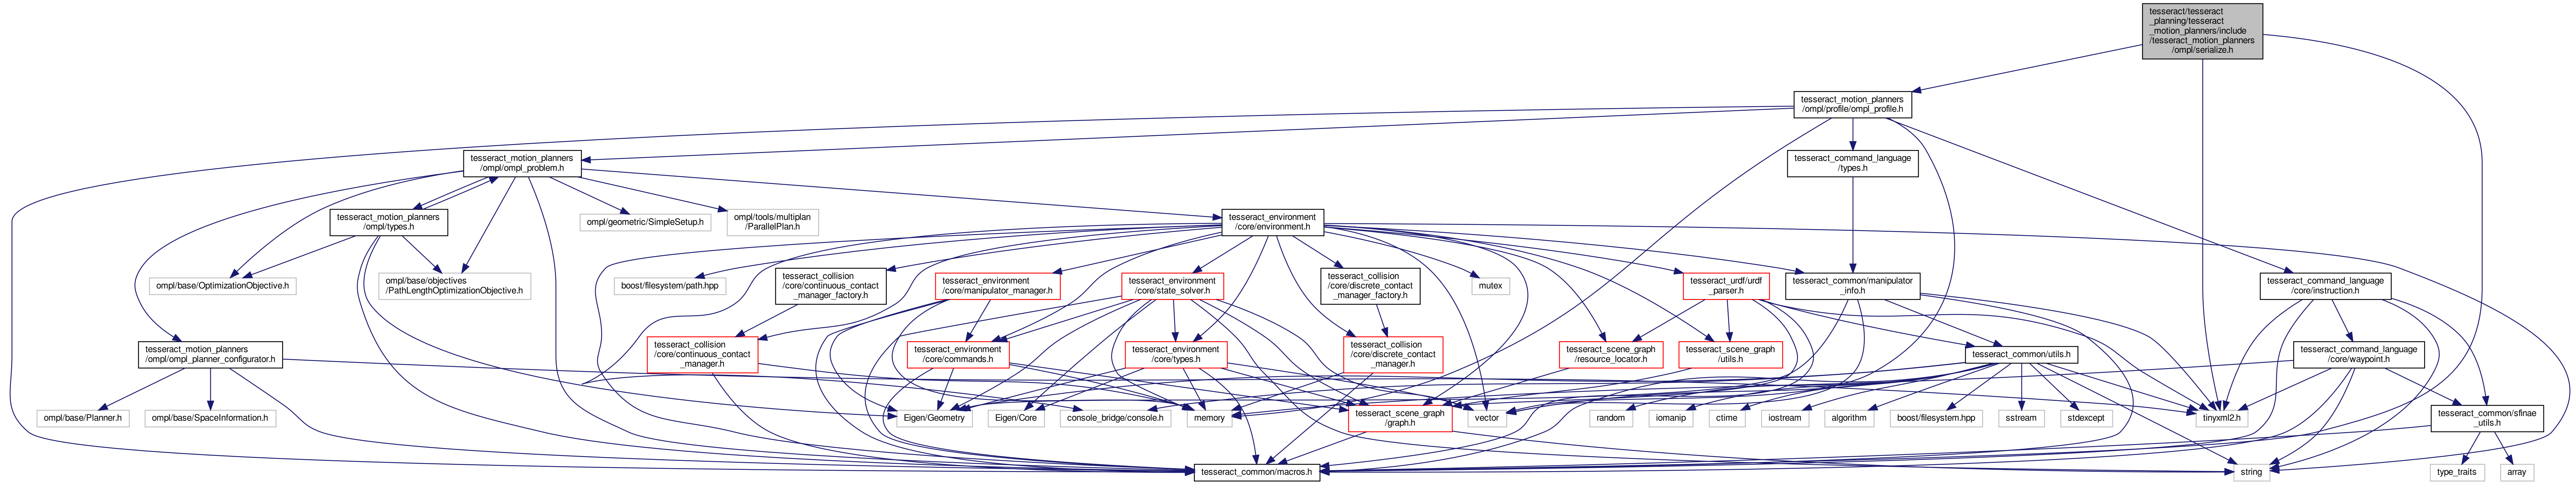 tesseract/tesseract
_planning/tesseract
_motion_planners/include
/tesseract_motion_planners
/ompl/serialize.h
tesseract_motion_planners
/ompl/profile/ompl_profile.h
tesseract_motion_planners
/ompl/ompl_problem.h
tesseract_command_language
/types.h
tesseract_motion_planners
/ompl/types.h
ompl/geometric/SimpleSetup.h
ompl/tools/multiplan
/ParallelPlan.h
tesseract_environment
/core/environment.h
ompl/base/OptimizationObjective.h
ompl/base/objectives
/PathLengthOptimizationObjective.h
boost/filesystem/path.hpp
tesseract_collision
/core/continuous_contact
_manager_factory.h
tesseract_environment
/core/manipulator_manager.h
tesseract_environment
/core/state_solver.h
tesseract_collision
/core/discrete_contact
_manager_factory.h
mutex
tesseract_urdf/urdf
_parser.h
tesseract_common/manipulator
_info.h
tesseract_command_language
/core/instruction.h
tesseract_motion_planners
/ompl/ompl_planner_configurator.h
tesseract_collision
/core/continuous_contact
_manager.h
tesseract_environment
/core/commands.h
tesseract_environment
/core/types.h
tesseract_collision
/core/discrete_contact
_manager.h
tesseract_scene_graph
/resource_locator.h
tesseract_scene_graph
/utils.h
tesseract_common/utils.h
tesseract_command_language
/core/waypoint.h
ompl/base/Planner.h
ompl/base/SpaceInformation.h
Eigen/Geometry
Eigen/Core
console_bridge/console.h
memory
tesseract_scene_graph
/graph.h
vector
random
iomanip
ctime
iostream
algorithm
boost/filesystem.hpp
sstream
stdexcept
tinyxml2.h
tesseract_common/sfinae
_utils.h
tesseract_common/macros.h
string
type_traits
array